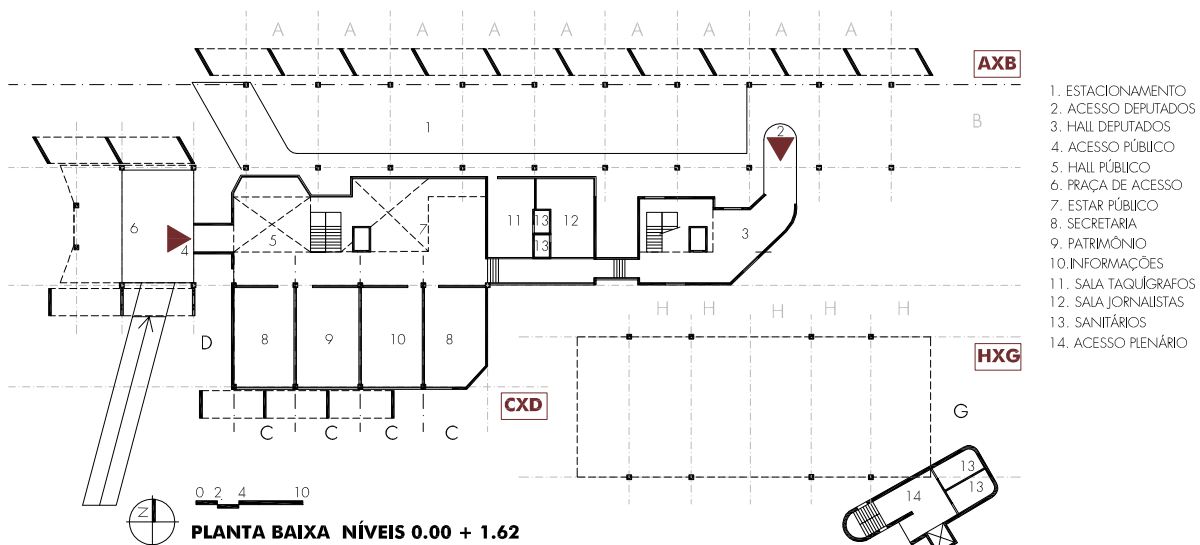 A A A A A A A A A
AXB
B
1. ESTACIONAMENTO
2. ACESSO DEPUTADOS
3. HALL DEPUTADOS
4. ACESSO PÚBLICO
5. HALL PÚBLICO
6. PRAÇA DE ACESSO
7. ESTAR PÚBLICO
8. SECRETARIA
9. PATRIMÔNIO
10.INFORMAÇÕES
11. SALA TAQUÍGRAFOS
12. SALA JORNALISTAS
13. SANITÁRIOS
14. ACESSO PLENÁRIO
1
2
6
4
5
7
11
13
12
13
3
H H H H H
D
8
9
10
8
HXG
CXD
G
C C C C
13
13
14
0 2 4 10
N
PLANTA BAIXA NÍVEIS 0.00 + 1.62